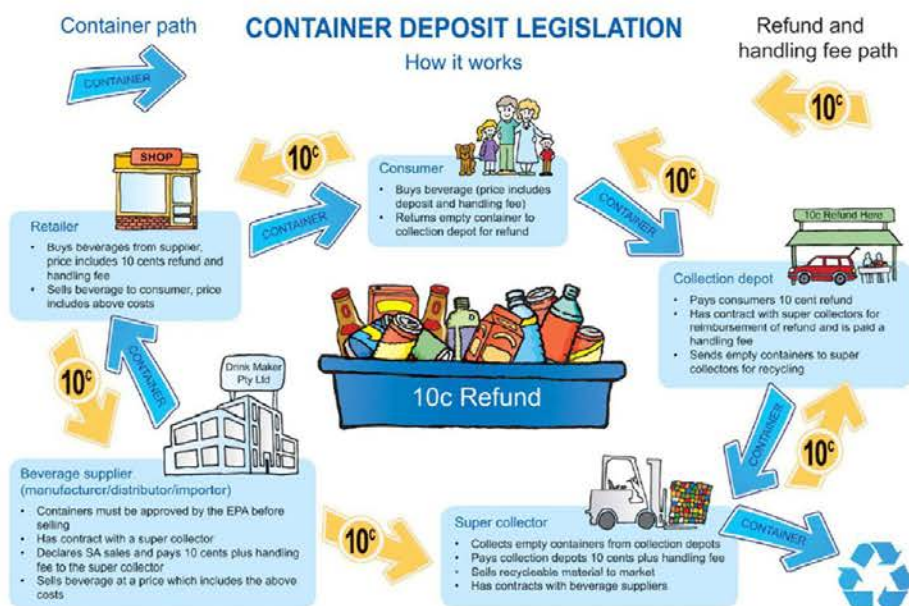 Container path
CONTAINER DEPOSIT LEGISLATION
How it works
Refund and
handling fee path
CONTAINER
10c
SHOP
10c
Retailer
• Buys beverages from supplier,
price includes 10 cents refund and
handling fee
• Sells beverage to consumer, price
includes above costs
CONTAINER
Consumer
• Buys beverage (price includes
deposit and handling fee)
• Returns empty container to
collection depot for refund
10c
CONTAINER
10c Refund Here
Collection depot
• Pays consumers 10 cent refund
• Has contract with super collectors for
reimbursement of refund and is paid a
handling fee
• Sends empty containers to super
collectors for recycling
10c
CONTAINER
Drink Maker
Pty Ltd
10c Refund
CONTAINER
10c
Beverage supplier
(manufacturer/distributor/importer)
• Containers must be approved by the EPA before
selling
• Has contract with a super collector
• Declares SA sales and pays 10 cents plus handling
fee to the super collector
• Sells beverage at a price which includes the above
costs
10c
Super collector
• Collects empty containers from collection depots
• Pays collection depots 10 cents plus handling fee
• Sells recycleable material to market
• Has contracts with beverage suppliers
CONTAINER